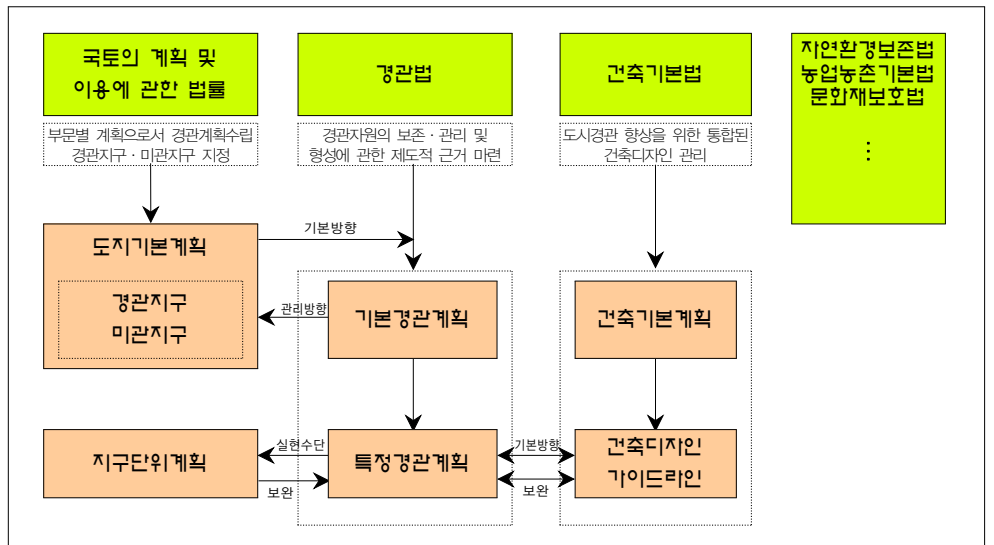 국토의 계획 및
이용에 관한 법률
경관법
건축기본법
자연환경보존법
농업농촌기본법
문화재보호법
⋮
부문별 계획으로서 경관계획수립
경관지구·미관지구 지정
경관자원의 보존·관리 및
형성에 관한 제도적 근거 마련
도시경관 향상을 위한 통합된
건축디자인 관리
도지기본계획
기본방향
경관지구
미관지구
관리방향
기본경관계획
건축기본계획
지구단위계획
실현수단
보완
특정경관계획
기본방향
보완
건축디자인
가이드라인